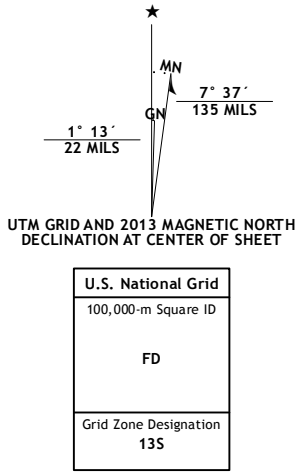 MN
GN
7° 37´
135 MILS
1° 13´
22 MILS
UTM GRID AND 2013 MAGNETIC NORTH
DECLINATION AT CENTER OF SHEET
U.S. National Grid
100,000-m Square ID
FD
Grid Zone Designation
13S